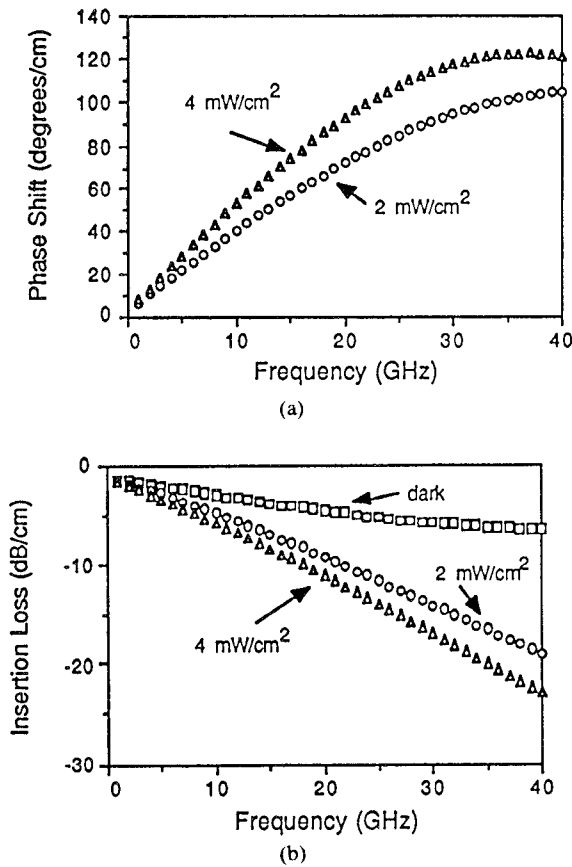 140
120
100
80
60
40
20
0
Phase Shift (degrees/cm)
4 mW/cm²
2 mW/cm²
0 10 20 30 40
Frequency (GHz)
(a)
0
-10
-20
-30
Insertion Loss (dB/cm)
dark
2 mW/cm²
4 mW/cm²
0 10 20 30 40
Frequency (GHz)
(b)